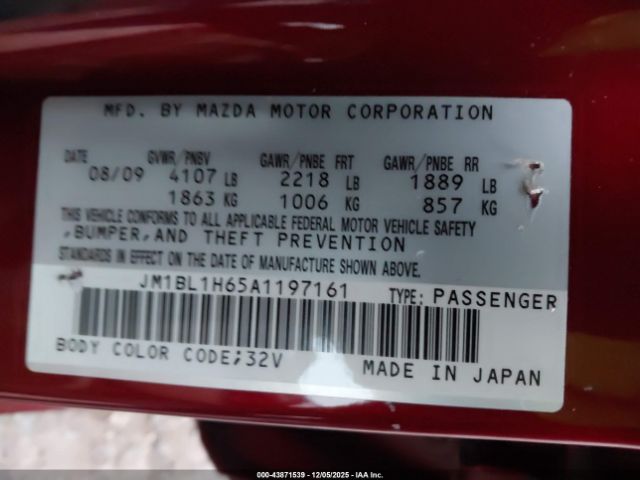 MFD. BY MAZDA MOTOR CORPORATION
DATE GVWR/PNBV GAWR/PNBE FRT GAWR/PNBE RR
08/09 4107 LB 2218 LB 1889 LB
1863 KG 1006 KG 857 KG
THIS VEHICLE CONFORMS TO ALL APPLICABLE FEDERAL MOTOR VEHICLE SAFETY
,BUMPER,AND THEFT PREVENTION
STANDARDS IN EFFECT ON THE DATE OF MANUFACTURE SHOWN ABOVE.
JM1BL1H65A1197161 TYPE: PASSENGER
BODY COLOR CODE;32V MADE IN JAPAN
000-43871539 - 12/05/2025 - IAA Inc.